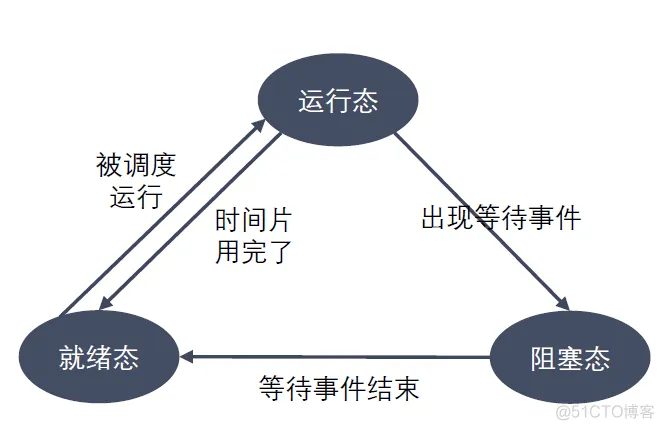 运行态
被调度
运行
时间片
用完了
出现等待事件
就绪态
阻塞态
等待事件结束
@51CTO博客